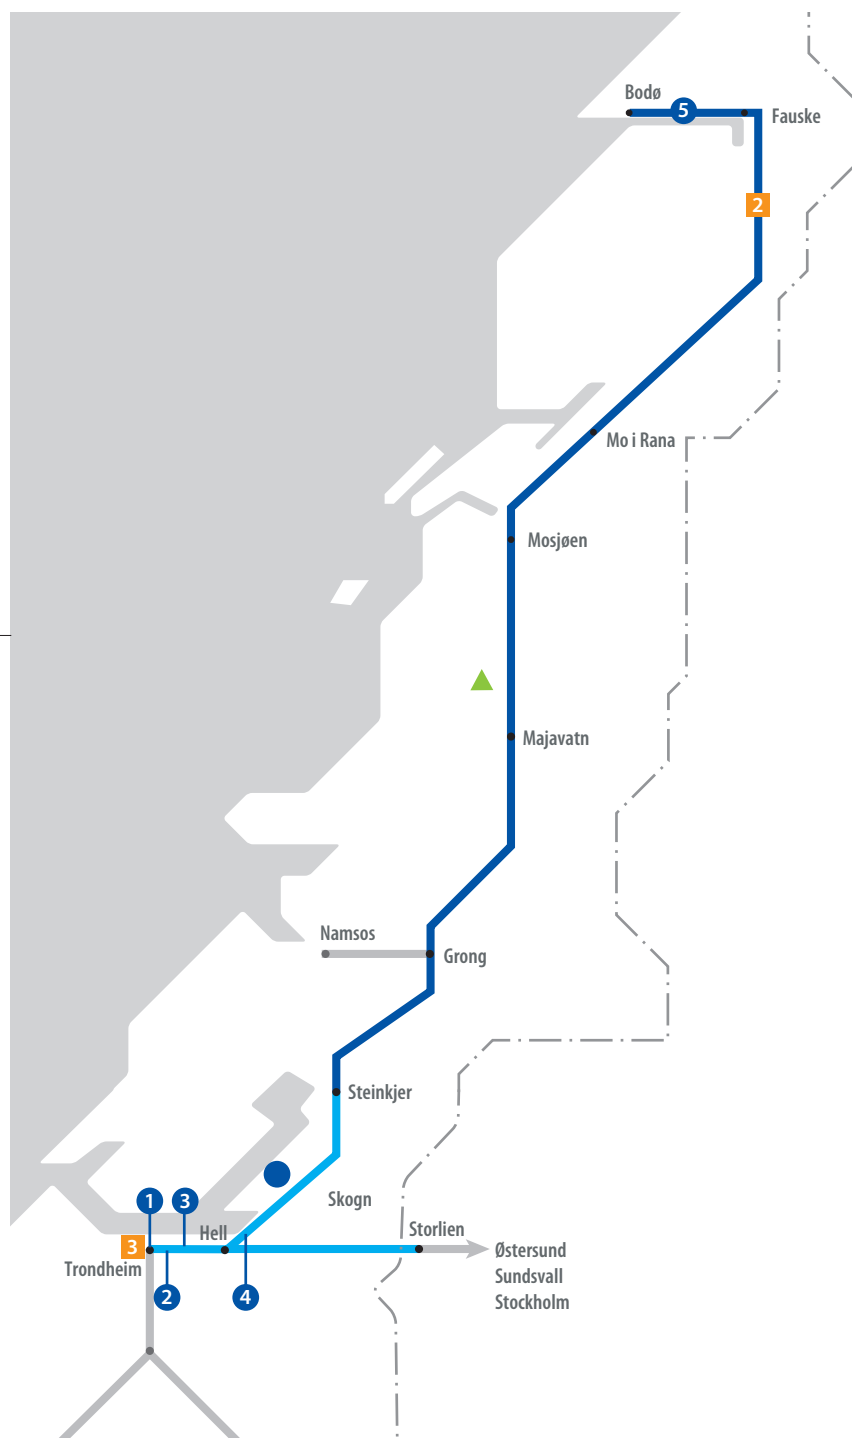 Bodø
5
Fauske
2
Mo i Rana
Mosjøen
Majavatn
Namsos
Grong
Steinkjer
Skogn
1
3
Hell
Storlien
3
Trondheim
2
4
Østersund
Sundsvall
Stockholm